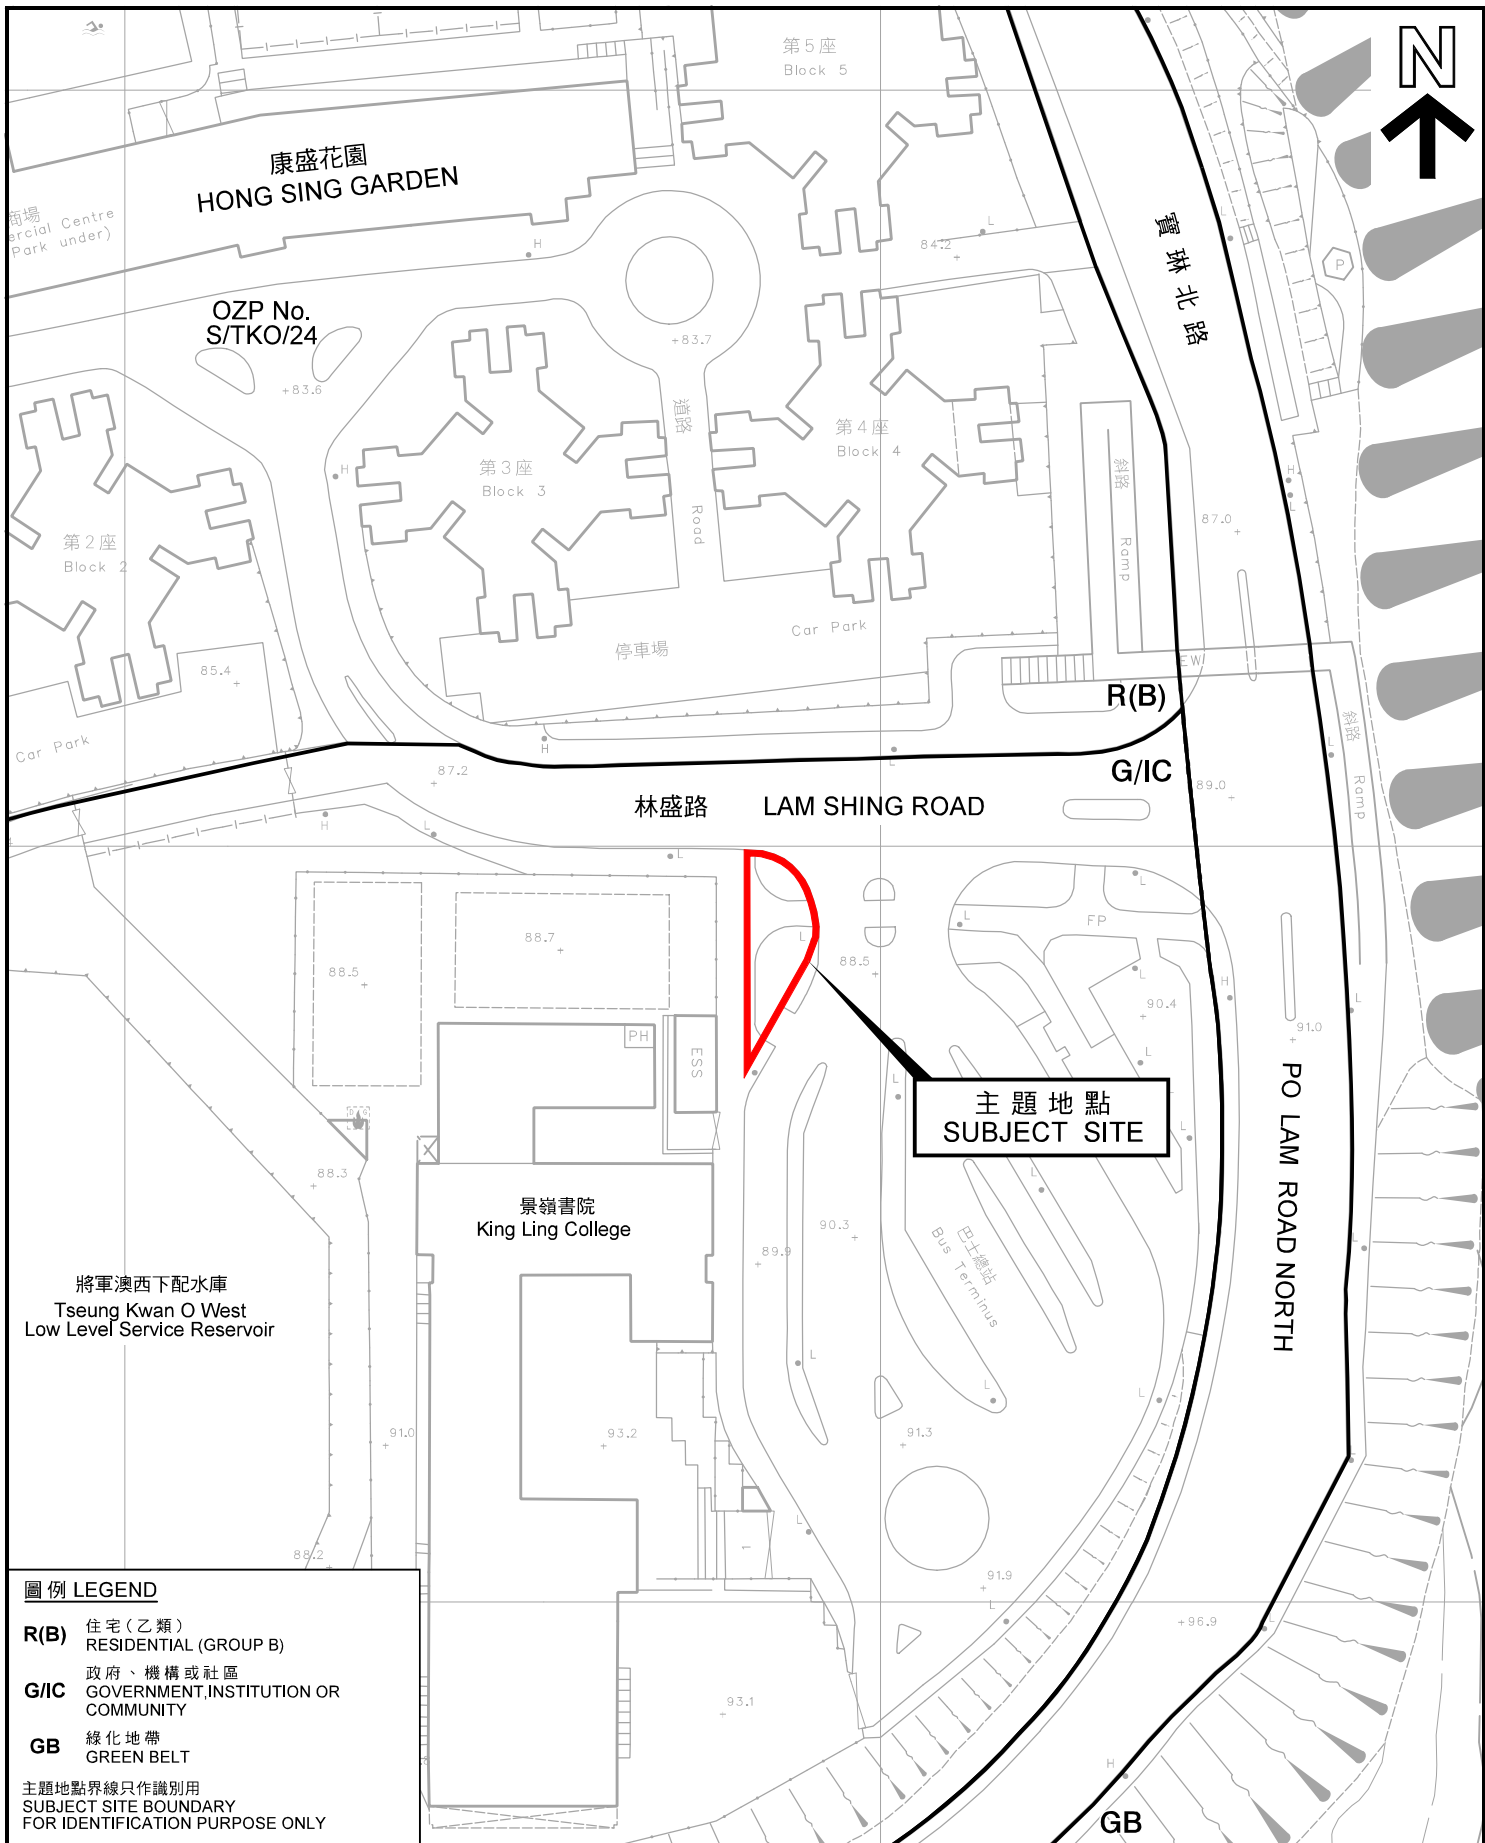 N
第5座
Block 5
康盛花園
HONG SING GARDEN
商場
ercial Centre
Park under)
H
L
84.2
寶琳北路
P
OZP No.
S/TKO/24
+83.7
+83.6
道路
Road
第4座
Block 4
第3座
Block 3
H
斜路
Ramp
H
L
87.0
第2座
Block 2
停車場
Car Park
85.4
EW
R(B)
Car Park
H
L
斜路
Ramp
L
87.2
G/IC
89.0
林盛路 LAM SHING ROAD
H
L
L
L
FP
L
88.7
L
88.5
88.5
H
90.4
L
91.0
PH
ESS
L
L
主題地點
SUBJECT SITE
PO LAM ROAD NORTH
88.3
L
L
景嶺書院
King Ling College
90.3
89.9
巴士總站
Bus Terminus
L
將軍澳西下配水庫
Tseung Kwan O West
Low Level Service Reservoir
L
L
L
91.0
93.2
91.3
L
88.2
91.9
L
+96.9
L
93.1
H
GB
圖例 LEGEND
R(B) 住宅(乙類)
RESIDENTIAL (GROUP B)
G/IC 政府、機構或社區
GOVERNMENT,INSTITUTION OR
COMMUNITY
GB 綠化地帶
GREEN BELT
主題地點界線只作識別用
SUBJECT SITE BOUNDARY
FOR IDENTIFICATION PURPOSE ONLY